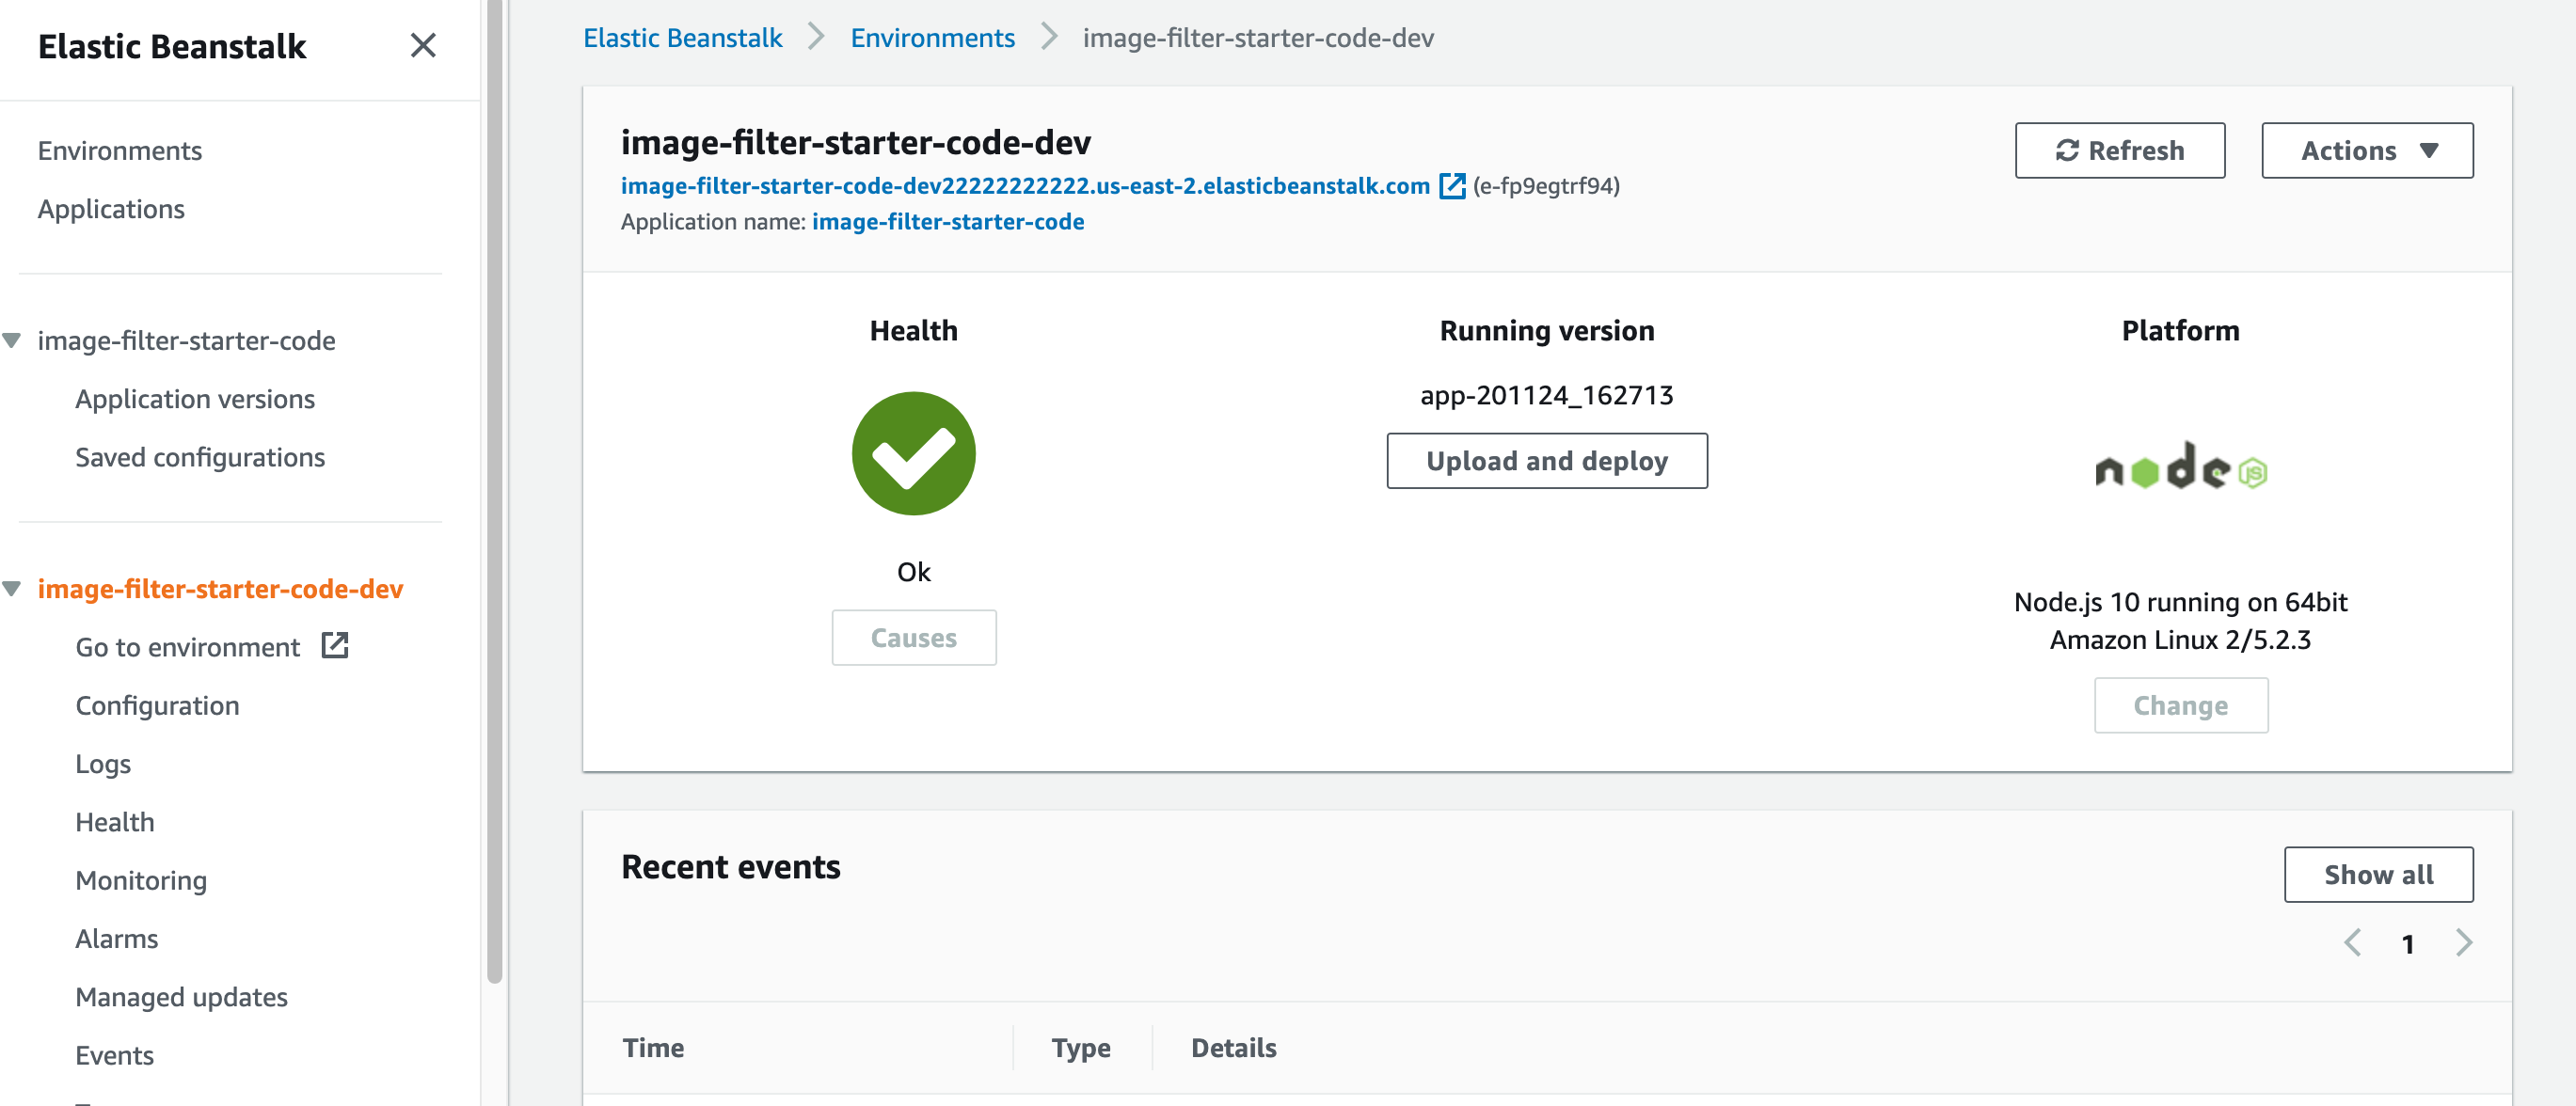 Elastic Beanstalk
Environments
Applications
image-filter-starter-code
Application versions
Saved configurations
image-filter-starter-code-dev
Go to environment
Configuration
Logs
Health
Monitoring
Alarms
Managed updates
Events
Elastic Beanstalk > Environments > image-filter-starter-code-dev
image-filter-starter-code-dev
image-filter-starter-code-dev22222222222.us-east-2.elasticbeanstalk.com (e-fp9egtrf94)
Application name: image-filter-starter-code
Refresh
Actions
Health
Ok
Causes
Running version
app-201124_162713
Upload and deploy
Platform
node JS
Node.js 10 running on 64bit
Amazon Linux 2/5.2.3
Change
Recent events
Show all
1
Time Type Details